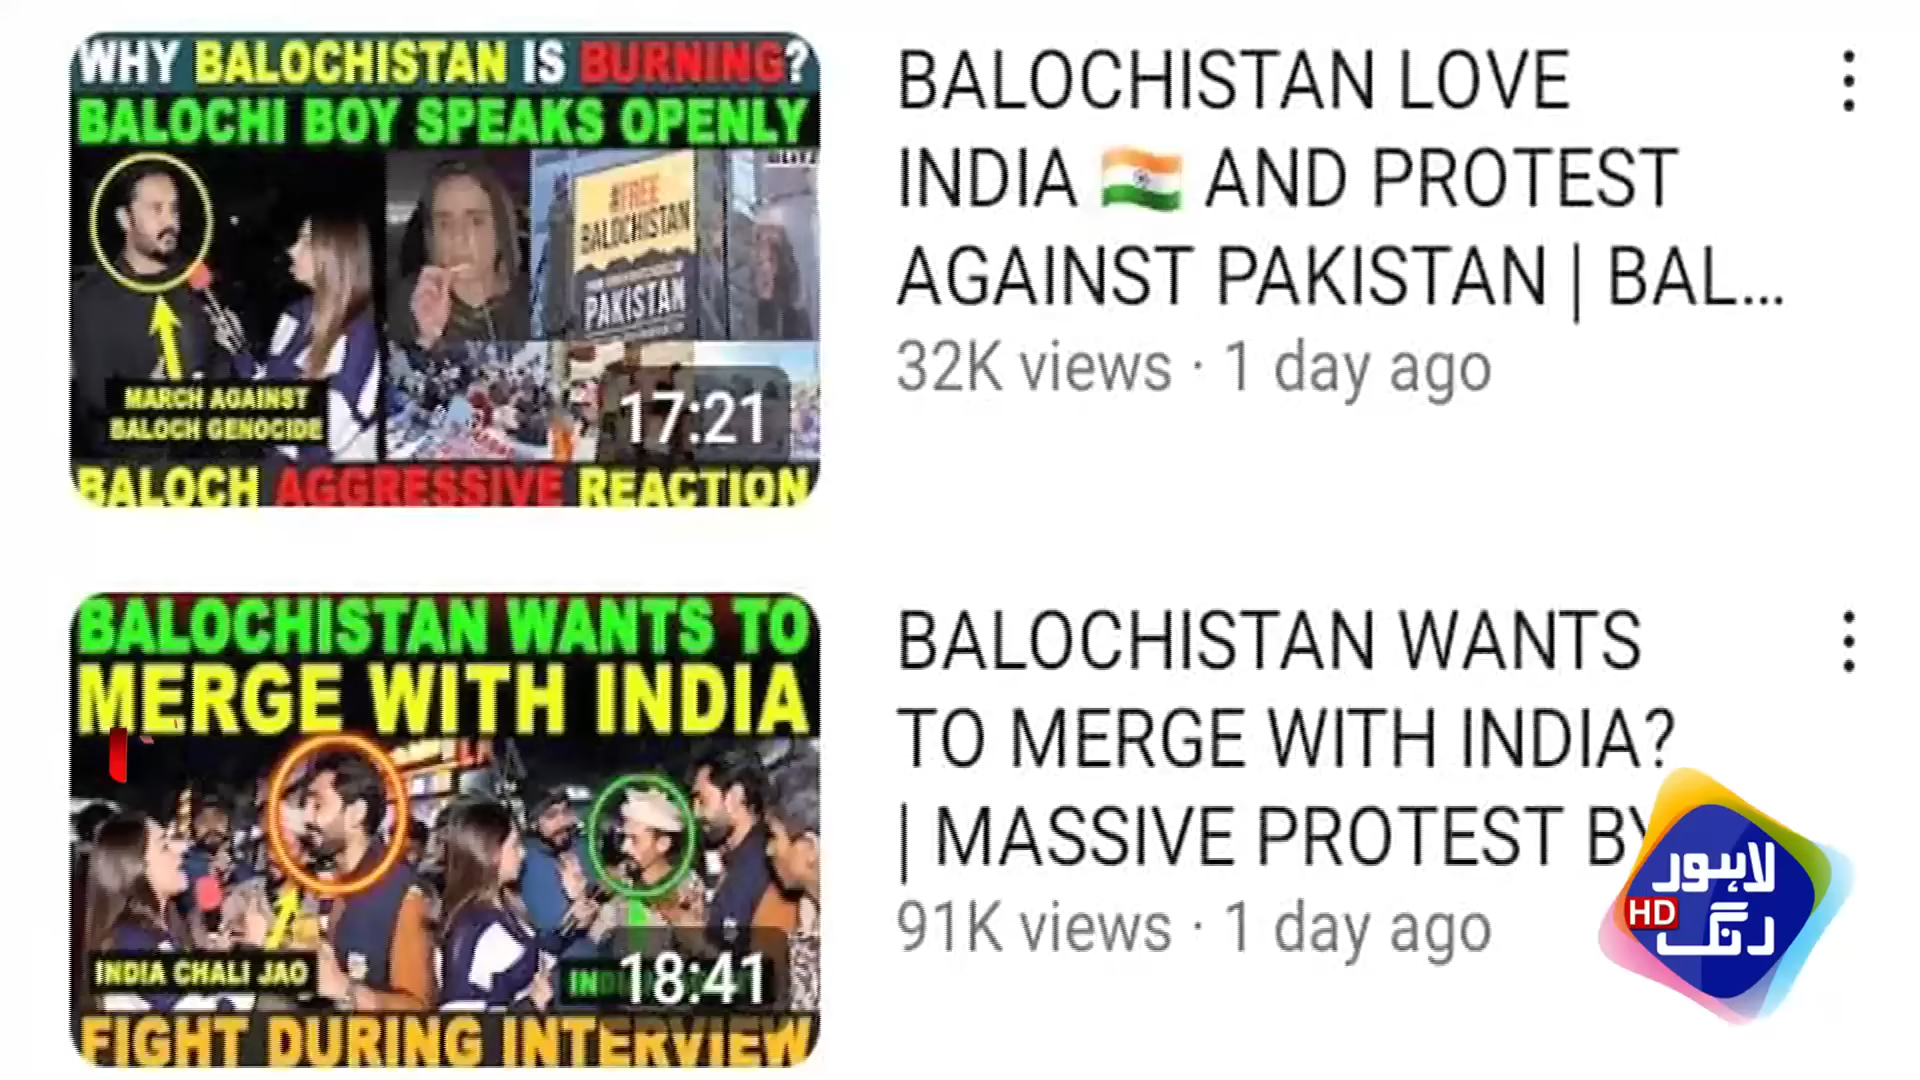 WHY BALOCHISTAN IS BURNING?
BALOCHI BOY SPEAKS OPENLY
#FREE
BALOCHISTAN
PAKISTAN
MARCH AGAINST
BALOCH GENOCIDE
17:21
BALOCH AGGRESSIVE REACTION
BALOCHISTAN LOVE
INDIA 🇮🇳 AND PROTEST
AGAINST PAKISTAN | BAL...
32K views · 1 day ago
BALOCHISTAN WANTS TO
MERGE WITH INDIA
INDIA CHALI JAO
18:41
FIGHT DURING INTERVIEW
BALOCHISTAN WANTS
TO MERGE WITH INDIA?
| MASSIVE PROTEST BY
91K views · 1 day ago
لاہور
HD رنگ